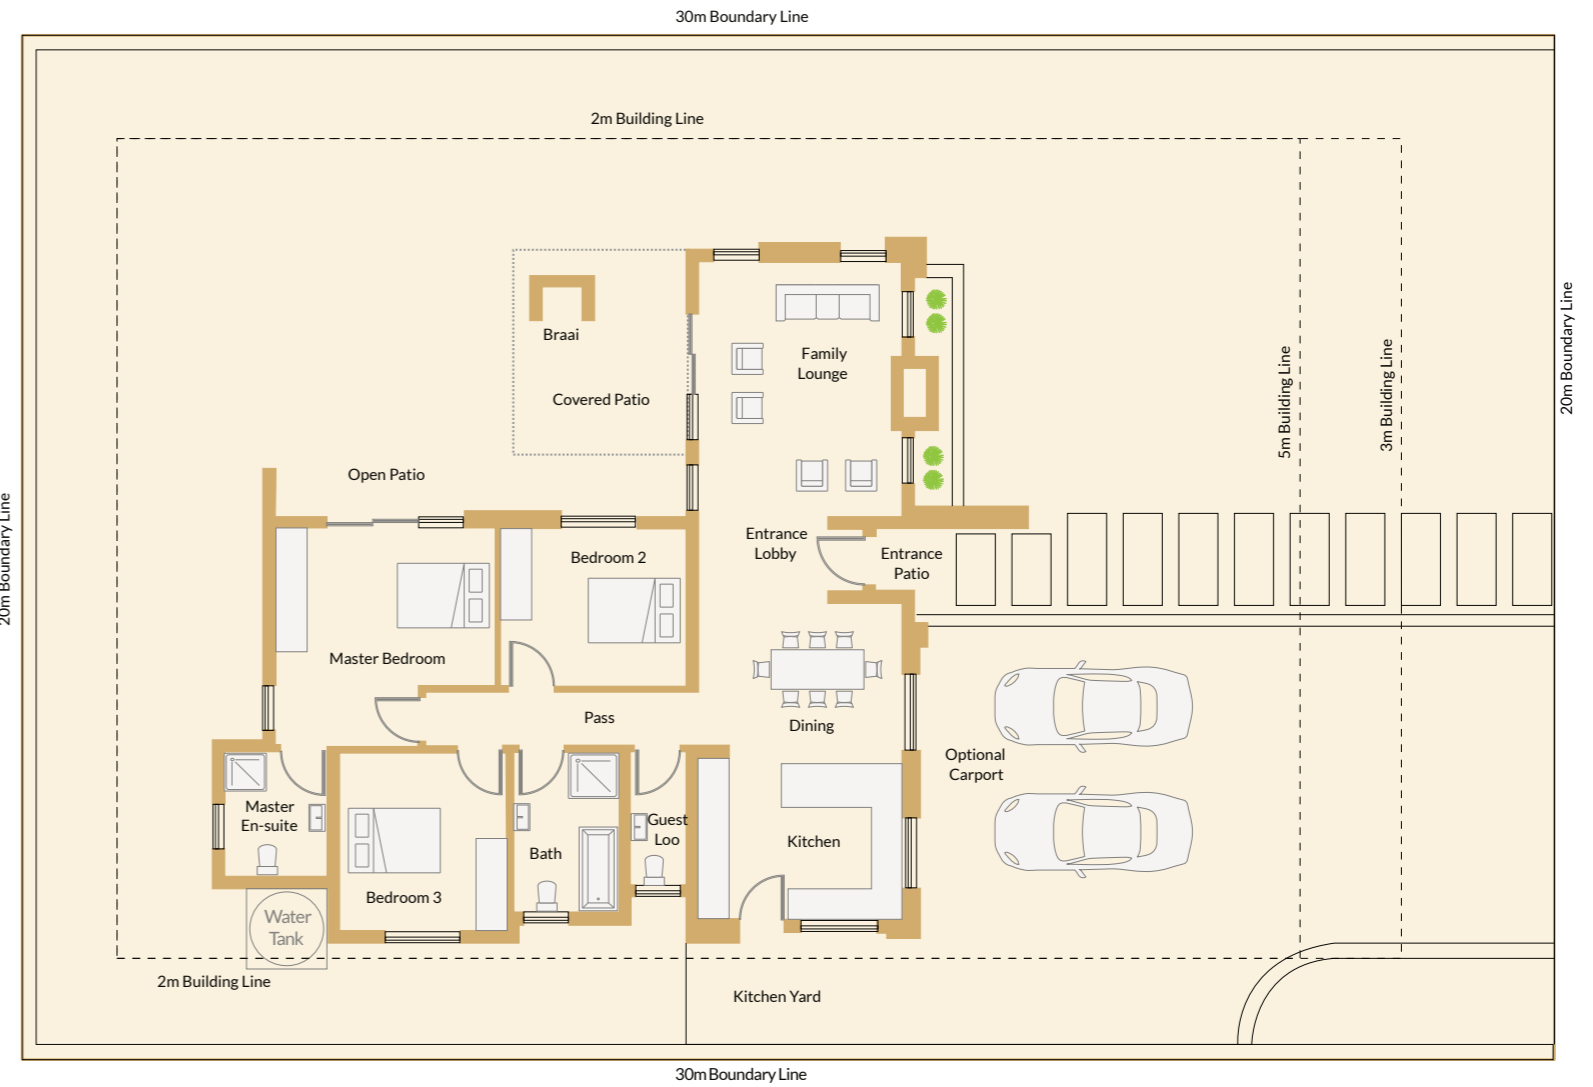 30m Boundary Line
2m Building Line
20m Boundary Line
5m Building Line
3m Building Line
Braai
Family
Lounge
Covered Patio
Open Patio
20m Boundary Line
Entrance
Lobby
Bedroom 2
Entrance
Patio
Master Bedroom
Pass
Dining
Optional
Carport
Master
En-suite
Guest
Loo
Kitchen
Bath
Bedroom 3
Water
Tank
2m Building Line
Kitchen Yard
30m Boundary Line